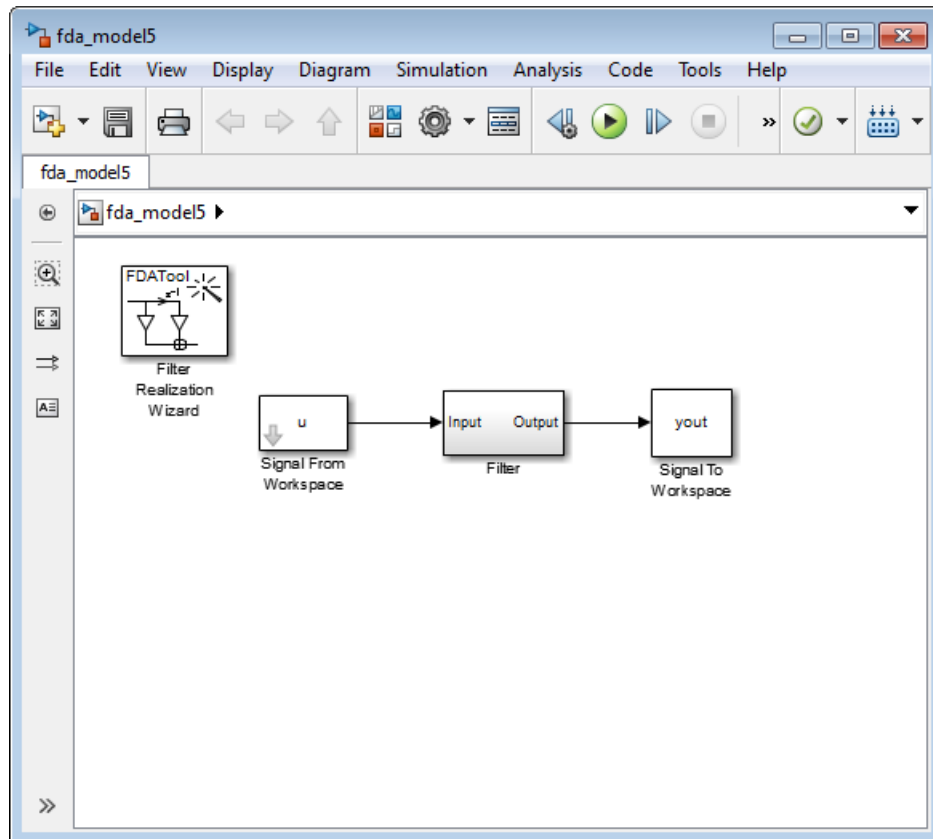 fda_model5
File Edit View Display Diagram Simulation Analysis Code Tools Help
»
fda_model5
fda_model5
FDATool
z-1
Filter
Realization
Wizard
u
Signal From
Workspace
Input Output
Filter
yout
Signal To
Workspace
»